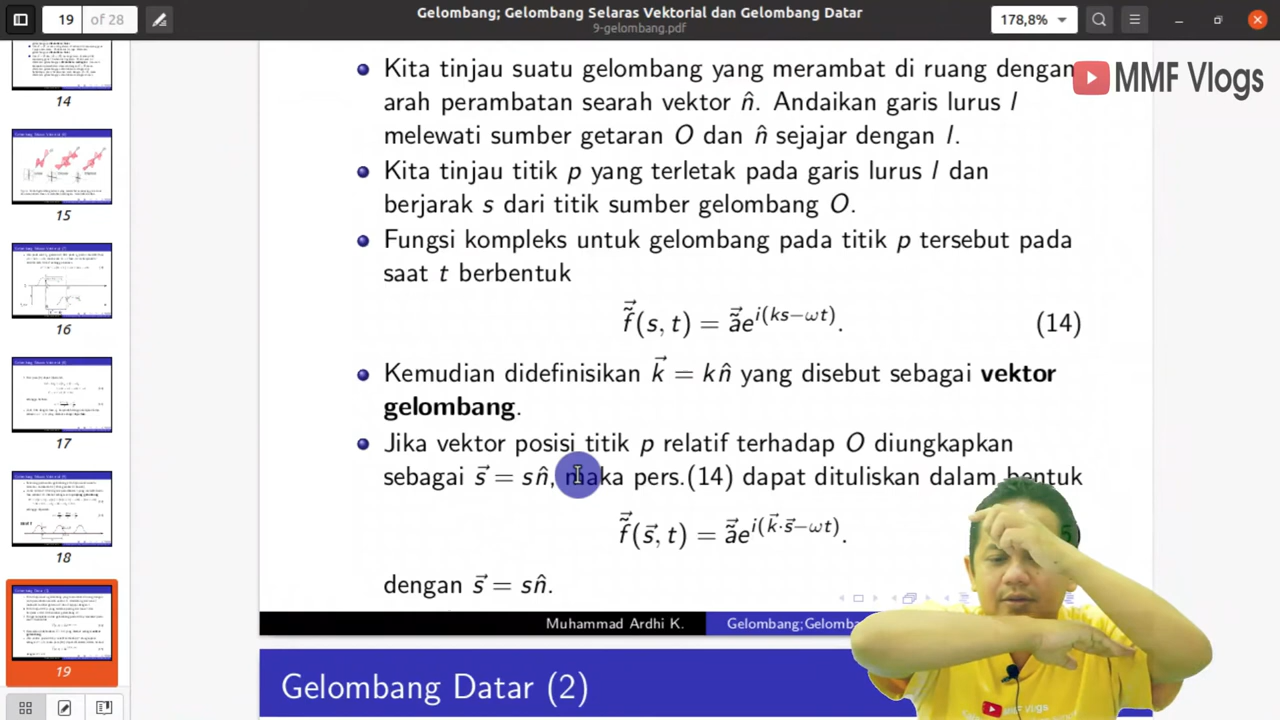 19 of 28
Gelombang; Gelombang Selaras Vektorial dan Gelombang Datar
9-gelombang.pdf
178,8%
MMF Vlogs
14
15
16
17
18
19
Kita tinjau suatu gelombang yang merambat di ruang dengan
arah perambatan searah vektor n̂. Andaikan garis lurus l
melewati sumber getaran O dan n̂ sejajar dengan l.
Kita tinjau titik p yang terletak pada garis lurus l dan
berjarak s dari titik sumber gelombang O.
Fungsi kompleks untuk gelombang pada titik p tersebut pada
saat t berbentuk
f̃⃗(s, t) = ã⃗e^{i(ks−ωt)}. (14)
Kemudian didefinisikan k⃗ = kn̂ yang disebut sebagai vektor
gelombang.
Jika vektor posisi titik p relatif terhadap O diungkapkan
sebagai s⃗ = sn̂, maka pers.(14) dapat dituliskan dalam bentuk
f̃⃗(s⃗, t) = ã⃗e^{i(k⃗·s⃗−ωt)}.
dengan s⃗ = sn̂.
Muhammad Ardhi K.
Gelombang;Gelomba
Gelombang Datar (2)
MMF Vlogs